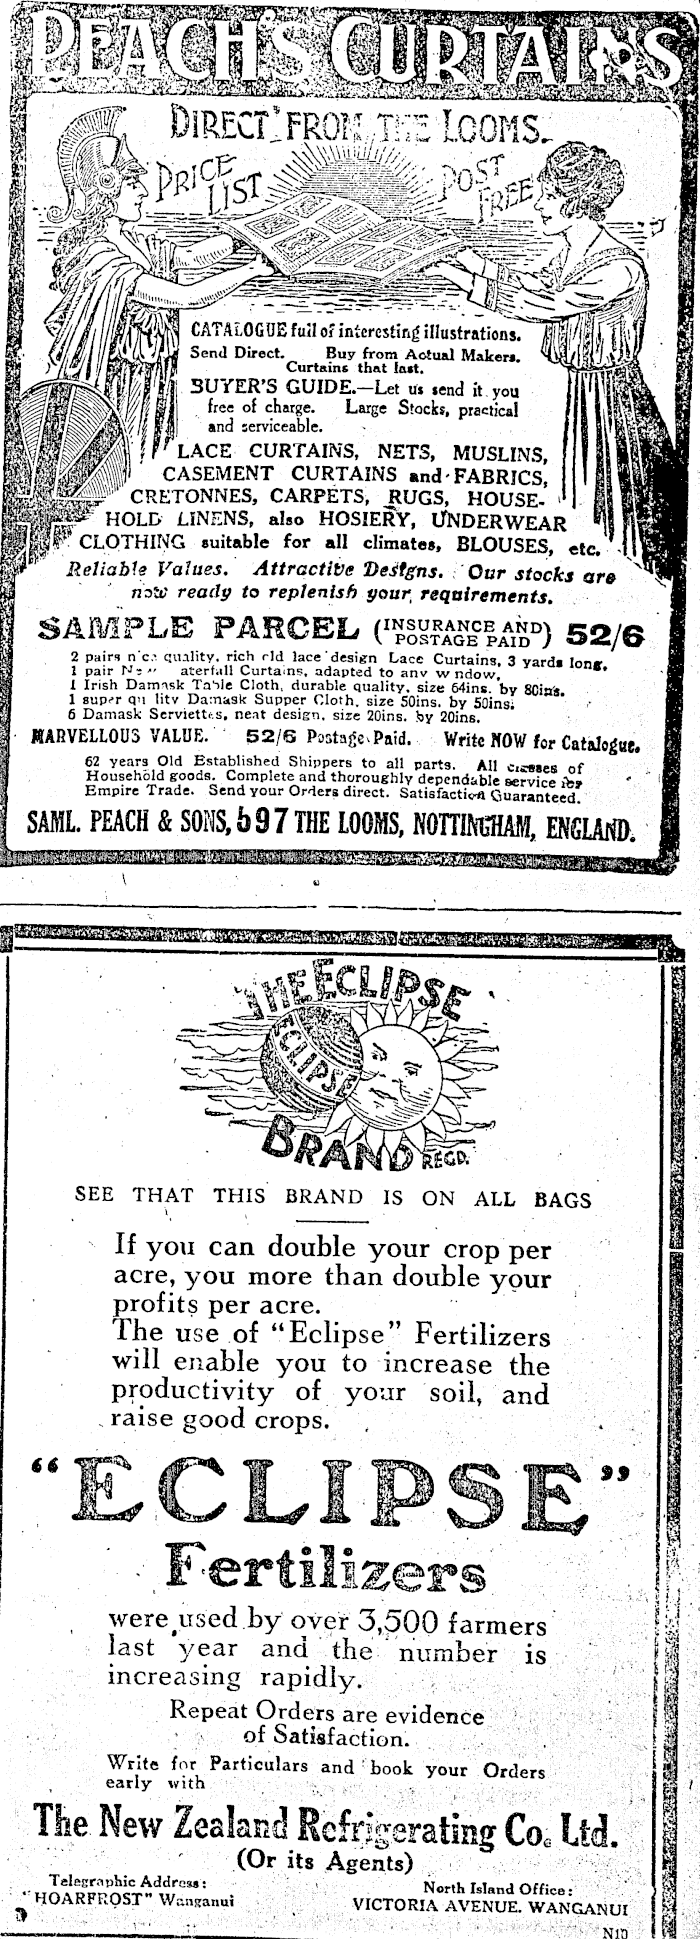 PEACH'S CURTAINS
DIRECT FROM THE LOOMS.
PRICE LIST
POST FREE
CATALOGUE full of interesting illustrations.
Send Direct. Buy from Actual Makers.
Curtains that last.
BUYER'S GUIDE.—Let us send it you
free of charge. Large Stocks, practical
and serviceable.
LACE CURTAINS, NETS, MUSLINS,
CASEMENT CURTAINS and FABRICS,
CRETONNES, CARPETS, RUGS, HOUSE-
HOLD LINENS, also HOSIERY, UNDERWEAR
CLOTHING suitable for all climates, BLOUSES, etc.
Reliable Values. Attractive Designs. Our stocks are
now ready to replenish your requirements.
SAMPLE PARCEL (INSURANCE AND POSTAGE PAID) 52/6
2 pairs nice quality, rich old lace design Lace Curtains, 3 yards long.
1 pair aterfall Curtains, adapted to any window.
1 Irish Damask Table Cloth, durable quality, size 64ins. by 80ins.
1 super quality Damask Supper Cloth, size 50ins. by 50ins.
6 Damask Serviettes, neat design, size 20ins. by 20ins.
MARVELLOUS VALUE. 52/6 Postage Paid. Write NOW for Catalogue.
62 years Old Established Shippers to all parts. All classes of
Household goods. Complete and thoroughly dependable service for
Empire Trade. Send your Orders direct. Satisfaction Guaranteed.
SAML. PEACH & SONS, b97 THE LOOMS, NOTTINGHAM, ENGLAND.
THE ECLIPSE
ECLIPSE
BRAND REGD.
SEE THAT THIS BRAND IS ON ALL BAGS
If you can double your crop per
acre, you more than double your
profits per acre.
The use of "Eclipse" Fertilizers
will enable you to increase the
productivity of your soil, and
raise good crops.
"ECLIPSE"
Fertilizers
were used by over 3,500 farmers
last year and the number is
increasing rapidly.
Repeat Orders are evidence
of Satisfaction.
Write for Particulars and book your Orders
early with
The New Zealand Refrigerating Co. Ltd.
(Or its Agents)
Telegraphic Address:
"HOARFROST" Wanganui
North Island Office:
VICTORIA AVENUE. WANGANUI
N10